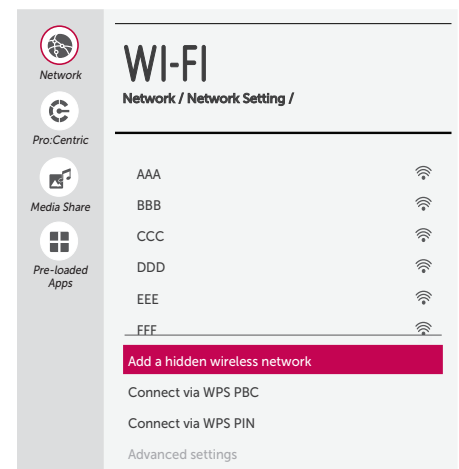 Network
Pro:Centric
Media Share
Pre-loaded
Apps
WI-FI
Network / Network Setting /
AAA
BBB
CCC
DDD
EEE
FFF
Add a hidden wireless network
Connect via WPS PBC
Connect via WPS PIN
Advanced settings